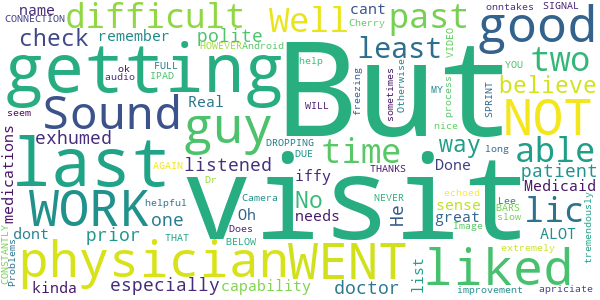 name
CONNECTION
difficult
Well
cant
Cherry
past
onntakes
SIGNAL
good
check
remember
polite
HOWEVER
Android
least
VIDEO
two
getting
ok
audio
FULL
IPAD
help
But
YOU
believe
Sound
Real
guy
WILL
freezing
sometimes
Otherwise
MY
process
SPRINT
NOT
seem
exhumed
DROPPING
DUE
nice
last
listened
time
way
long
able
medications
AGAIN
iffy
THANKS
Done
patient
Dr
visit
NEVER
sense
Medicaid
WORK
helpful
one
Camera
No
needs
He
echoed
great
Lee
BARS
slow
lic
ALOT
dont
prior
THAT
Oh
Does
BELOW
image
tremendously
CONSTANTLY
Problems
physician
WENT
list
liked
extremely
kinda
especially
capability
doctor
improvement
apriciate